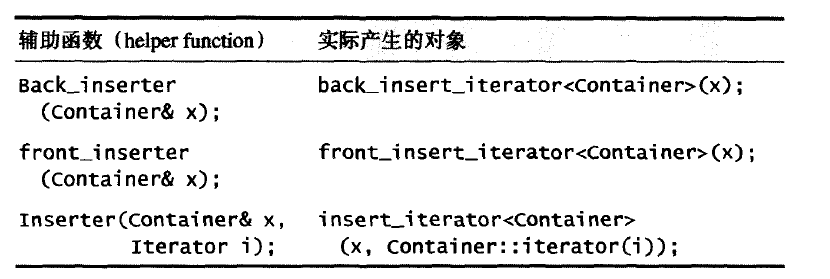 辅助函数（helper function） 实际产生的对象
Back_inserter back_insert_iterator<Container>(x);
(Container& x);
front_inserter front_insert_iterator<Container>(x);
(Container& x);
Inserter(Container& x, insert_iterator<Container>
Iterator i); (x, Container::iterator(i));